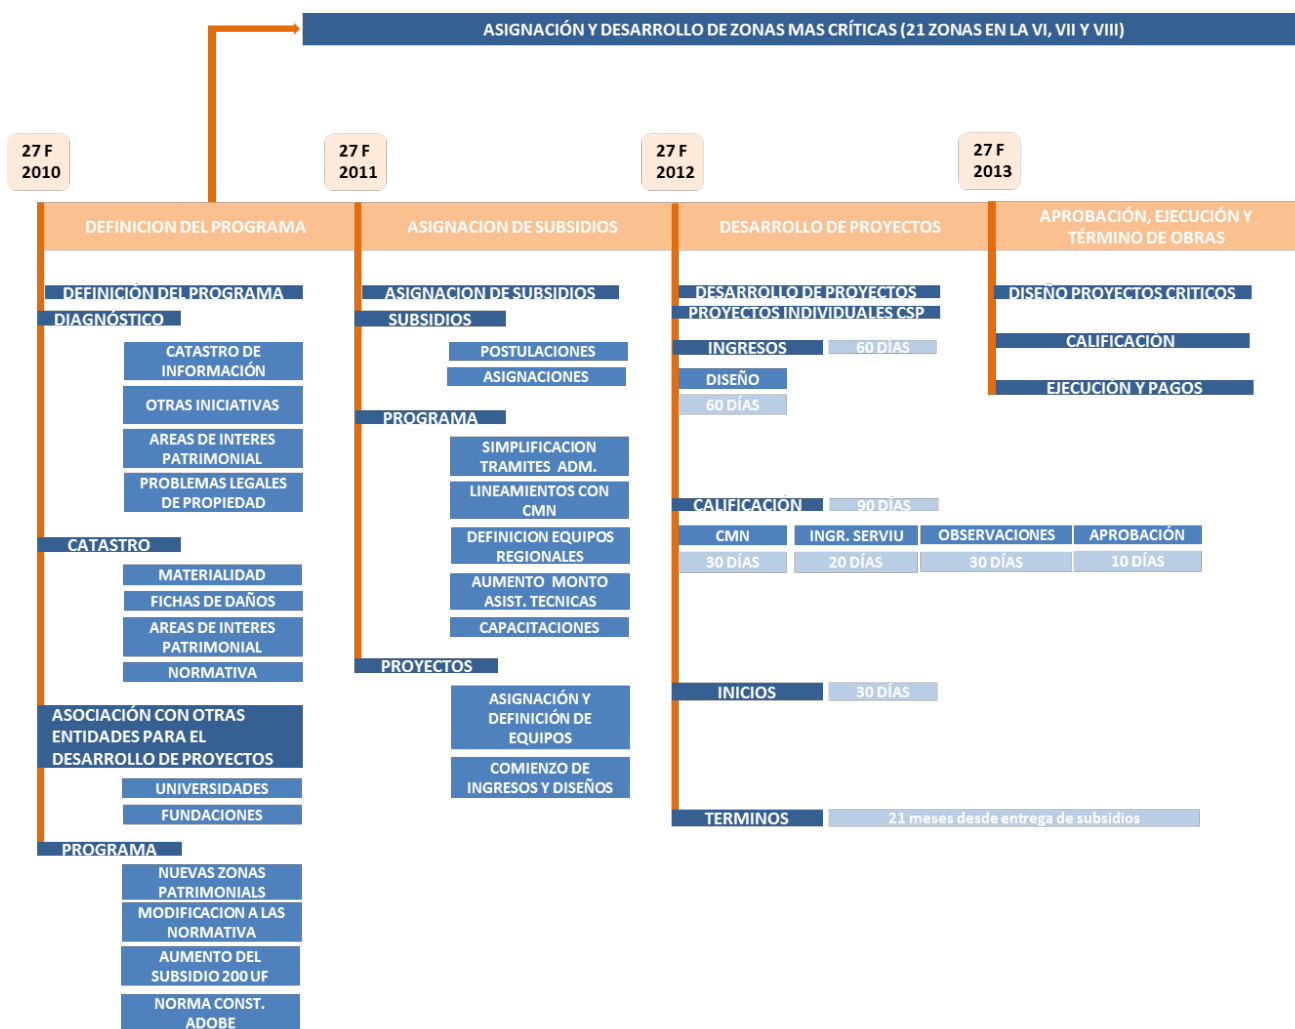 ASIGNACIÓN Y DESARROLLO DE ZONAS MAS CRÍTICAS (21 ZONAS EN LA VI, VII Y VIII)
27 F
2010
27 F
2011
27 F
2012
27 F
2013
DEFINICION DEL PROGRAMA
ASIGNACION DE SUBSIDIOS
DESARROLLO DE PROYECTOS
APROBACIÓN, EJECUCIÓN Y
TÉRMINO DE OBRAS
DEFINICIÓN DEL PROGRAMA
DIAGNÓSTICO
CATASTRO DE
INFORMACIÓN
OTRAS INICIATIVAS
AREAS DE INTERES
PATRIMONIAL
PROBLEMAS LEGALES
DE PROPIEDAD
CATASTRO
MATERIALIDAD
FICHAS DE DAÑOS
AREAS DE INTERES
PATRIMONIAL
NORMATIVA
ASOCIACIÓN CON OTRAS
ENTIDADES PARA EL
DESARROLLO DE PROYECTOS
UNIVERSIDADES
FUNDACIONES
PROGRAMA
NUEVAS ZONAS
PATRIMONIALS
MODIFICACION A LAS
NORMATIVA
AUMENTO DEL
SUBSIDIO 200 UF
NORMA CONST.
ADOBE
ASIGNACION DE SUBSIDIOS
SUBSIDIOS
POSTULACIONES
ASIGNACIONES
PROGRAMA
SIMPLIFICACION
TRAMITES ADM.
LINEAMIENTOS CON
CMN
DEFINICION EQUIPOS
REGIONALES
AUMENTO MONTO
ASIST. TECNICAS
CAPACITACIONES
PROYECTOS
ASIGNACIÓN Y
DEFINICIÓN DE
EQUIPOS
COMIENZO DE
INGRESOS Y DISEÑOS
DESARROLLO DE PROYECTOS
PROYECTOS INDIVIDUALES CSP
INGRESOS 60 DÍAS
DISEÑO
60 DÍAS
CALIFICACIÓN 90 DÍAS
CMN INGR. SERVIU OBSERVACIONES APROBACIÓN
30 DÍAS 20 DÍAS 30 DÍAS 10 DÍAS
INICIOS 30 DÍAS
TERMINOS 21 meses desde entrega de subsidios
DISEÑO PROYECTOS CRITICOS
CALIFICACIÓN
EJECUCIÓN Y PAGOS